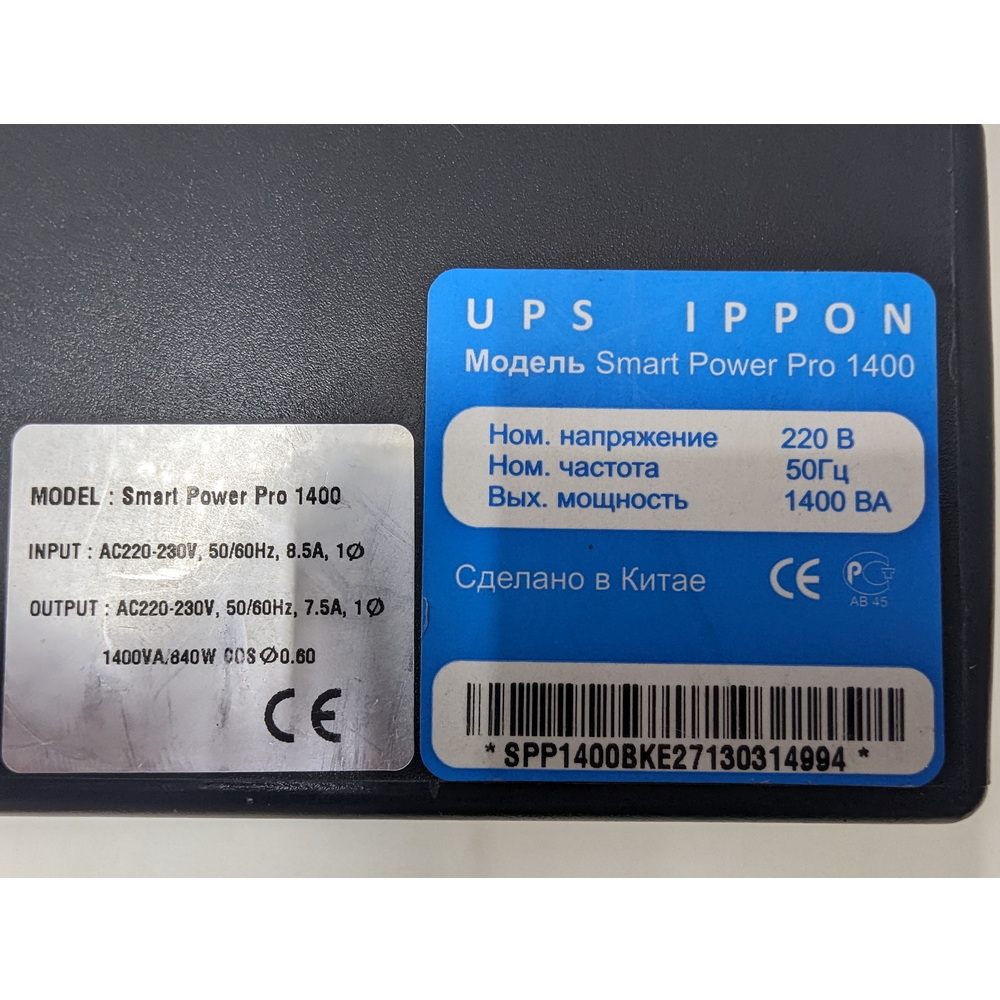 UPS IPPON
Модель Smart Power Pro 1400
Ном. напряжение 220 В
Ном. частота 50Гц
Вых. мощность 1400 ВА
Сделано в Китае CE РСТ
АВ 45
*SPP1400BKE27130314994*
MODEL : Smart Power Pro 1400
INPUT : AC220-230V, 50/60Hz, 8.5A, 1Ø
OUTPUT : AC220-230V, 50/60Hz, 7.5A, 1Ø
1400VA/840W COS Ø0.60
CE